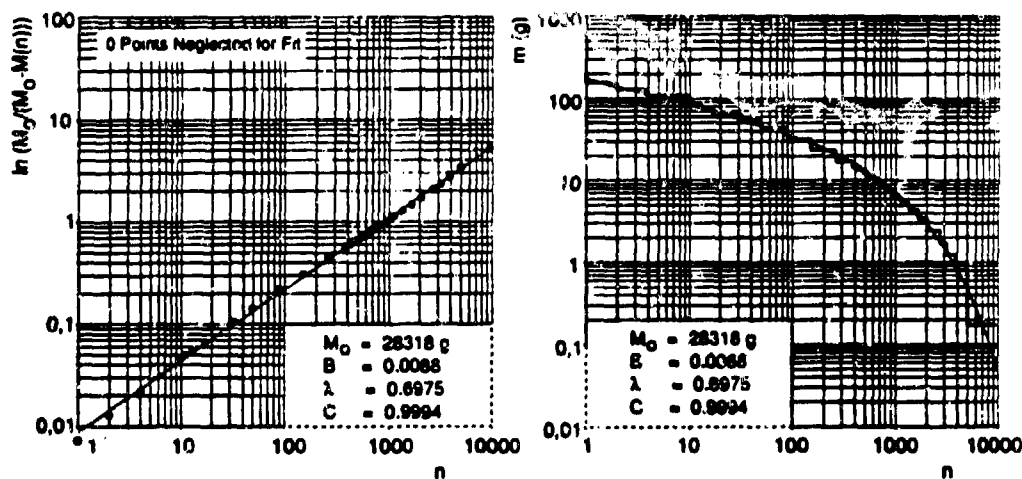 ln (M₀/(M₀-M(n)))
100
10
1
0,1
0,01
0 Points Neglected for Fit
M₀ = 28318 g
B = 0.0088
λ = 0.6975
C = 0.9994
1
10
100
1000
10000
n
m (g)
1000
100
10
1
0,1
0,01
M₀ = 28318 g
= 0.0088
λ = 0.6975
C = 0.9994
1
10
100
1000
10000
n